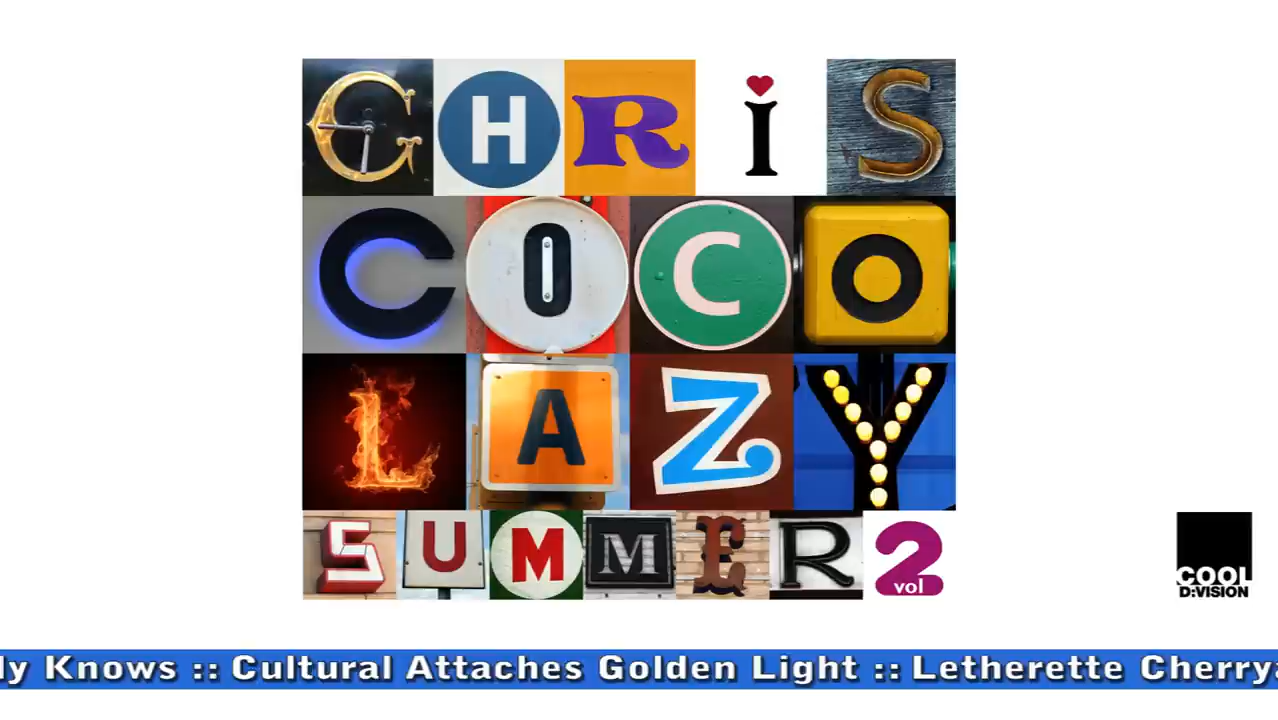 CHRiS
COCO
LAZY
SUMMER 2
vol
COOL
D:VISION
Knows :: Cultural Attaches Golden Light :: Letherette